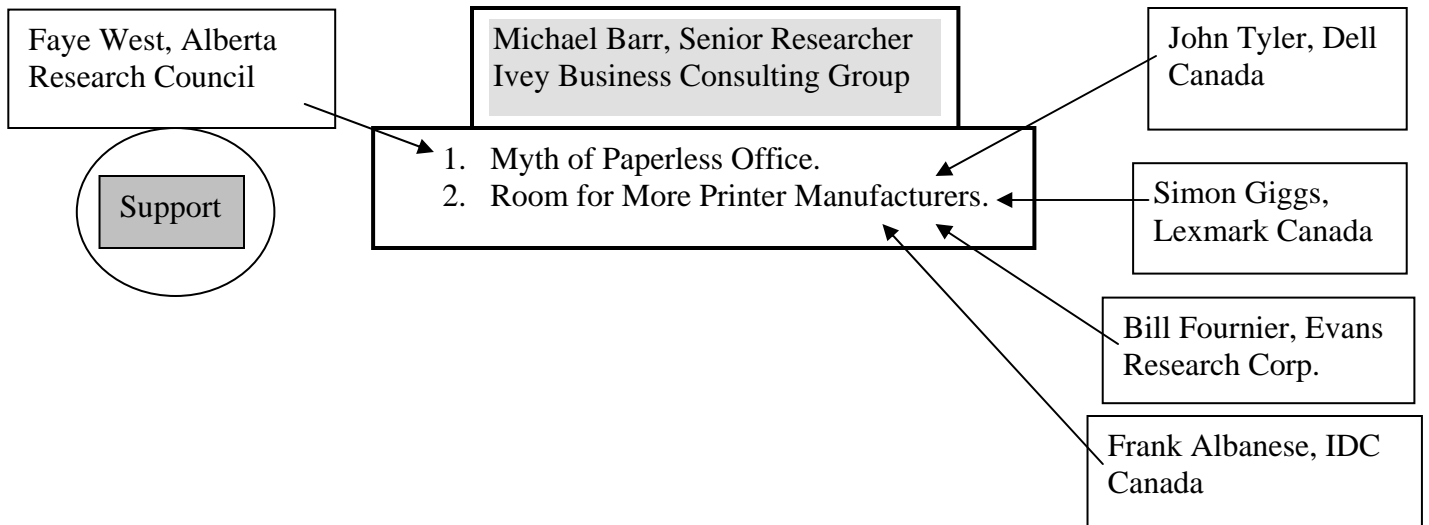 Faye West, Alberta
Research Council
Michael Barr, Senior Researcher
Ivey Business Consulting Group
John Tyler, Dell
Canada
1. Myth of Paperless Office.
2. Room for More Printer Manufacturers.
Support
Simon Giggs,
Lexmark Canada
Bill Fournier, Evans
Research Corp.
Frank Albanese, IDC
Canada